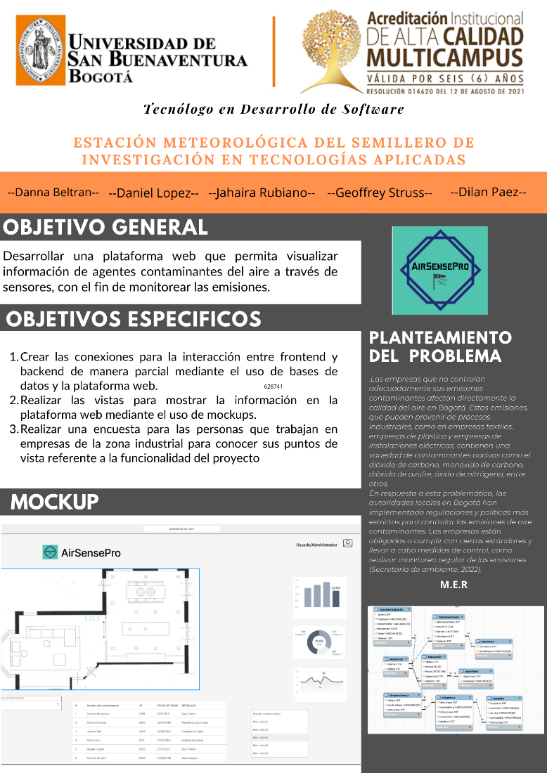 UNIVERSIDAD DE
SAN BUENAVENTURA
BOGOTÁ
Acreditación Institucional
DE ALTA CALIDAD
MULTICAMPUS
VÁLIDA POR SEIS (6) AÑOS
RESOLUCIÓN 014620 DEL 12 DE AGOSTO DE 2021
Tecnólogo en Desarrollo de Software
ESTACIÓN METEOROLÓGICA DEL SEMILLERO DE
INVESTIGACIÓN EN TECNOLOGÍAS APLICADAS
--Danna Beltran-- --Daniel Lopez-- --Jahaira Rubiano-- --Geoffrey Struss-- --Dilan Paez--
OBJETIVO GENERAL
Desarrollar una plataforma web que permita visualizar
información de agentes contaminantes del aire a través de
sensores, con el fin de monitorear las emisiones.
OBJETIVOS ESPECIFICOS
1. Crear las conexiones para la interacción entre frontend y
backend de manera parcial mediante el uso de bases de
datos y la plataforma web.
628741
2. Realizar las vistas para mostrar la información en la
plataforma web mediante el uso de mockups.
3. Realizar una encuesta para las personas que trabajan en
empresas de la zona industrial para conocer sus puntos de
vista referente a la funcionalidad del proyecto
MOCKUP
AirSensePro
Usuario/Administrador
AIRSENSEPRO
PLANTEAMIENTO
DEL PROBLEMA
.Las empresas que no controlan
adecuadamente sus emisiones
contaminantes afectan directamente la
calidad del aire en Bogotá. Estas emisiones,
que pueden provenir de procesos
industriales, como en empresas textiles,
empresas de plástico y empresas de
instalaciones eléctricas, contienen una
variedad de contaminantes nocivos como el
dióxido de carbono, monóxido de carbono,
dióxido de azufre, óxido de nitrógeno, entre
otros.
En respuesta a esta problemática, las
autoridades locales en Bogotá han
implementado regulaciones y políticas más
estrictas para controlar las emisiones de aire
contaminante. Las empresas están
obligadas a cumplir con ciertos estándares y
llevar a cabo medidas de control, como
realizar monitoreo regular de las emisiones
(Secretaria de ambiente, 2022).
M.E.R